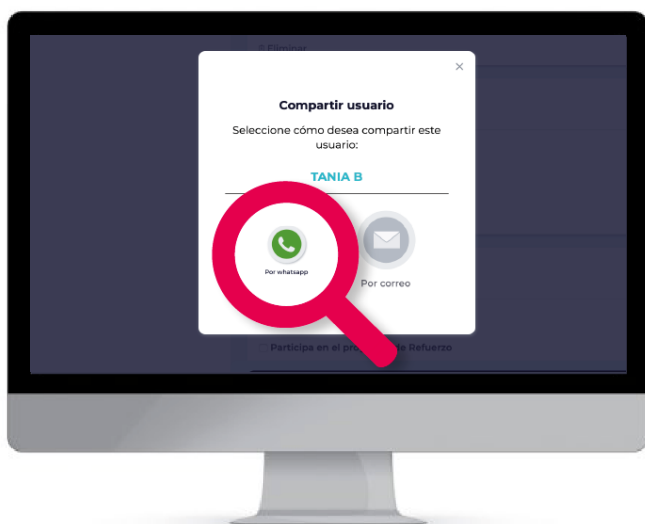 Eliminar
Compartir usuario
Seleccione cómo desea compartir este
usuario:
TANIA B
Por whatsapp
Por correo
Participa en el de Refuerzo